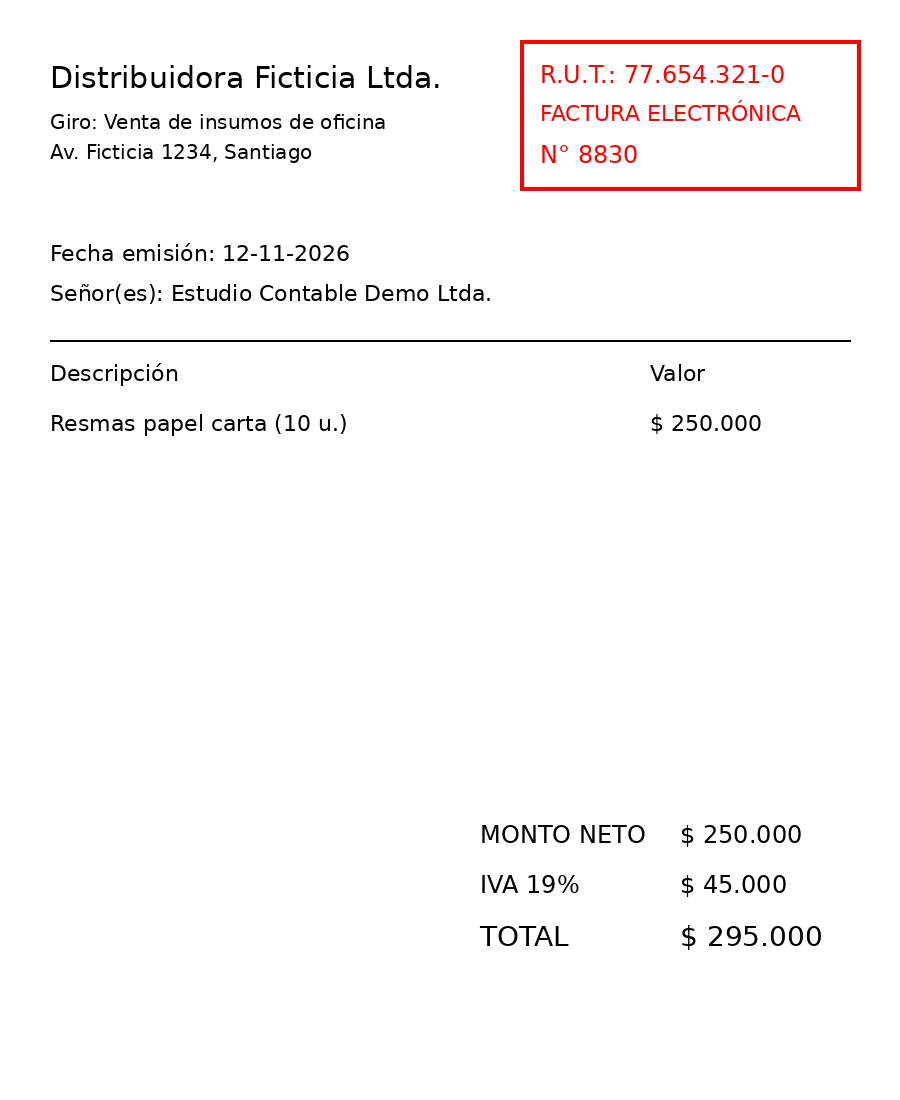 Distribuidora Ficticia Ltda.
Giro: Venta de insumos de oficina
Av. Ficticia 1234, Santiago
R.U.T.: 77.654.321-0
FACTURA ELECTRÓNICA
N° 8830
Fecha emisión: 12-11-2026
Señor(es): Estudio Contable Demo Ltda.
Descripción Valor
Resmas papel carta (10 u.) $ 250.000
MONTO NETO $ 250.000
IVA 19% $ 45.000
TOTAL $ 295.000